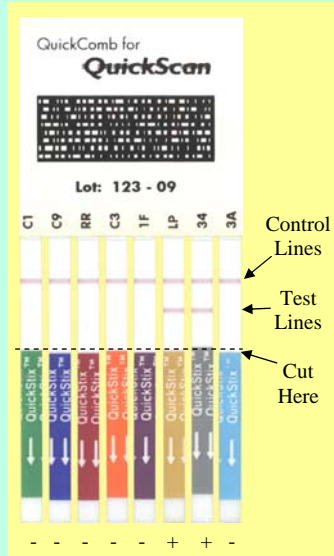 QuickComb for
QuickScan
Lot: 123 - 09
C1 C9 RR C3 1F LP 34 3A
Control
Lines
Test
Lines
Cut
Here
QuickStix™ QuickStix™ QuickStix™ QuickStix™ QuickStix™ QuickStix™ QuickStix™ QuickStix™
- - - - - + + -